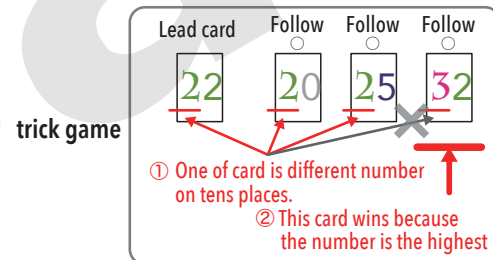 Lead card Follow Follow Follow
22 20 25 32
trick game
① One of card is different number
on tens places.
② This card wins because
the number is the highest